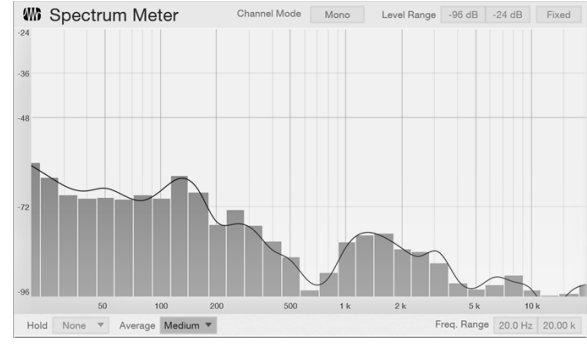 Spectrum Meter Channel Mode Mono Level Range -96 dB -24 dB Fixed
-24
-36
-48
-72
-96
50 100 200 500 1 k 2 k 5 k 10 k
Hold None Average Medium Freq. Range 20.0 Hz 20.00 k